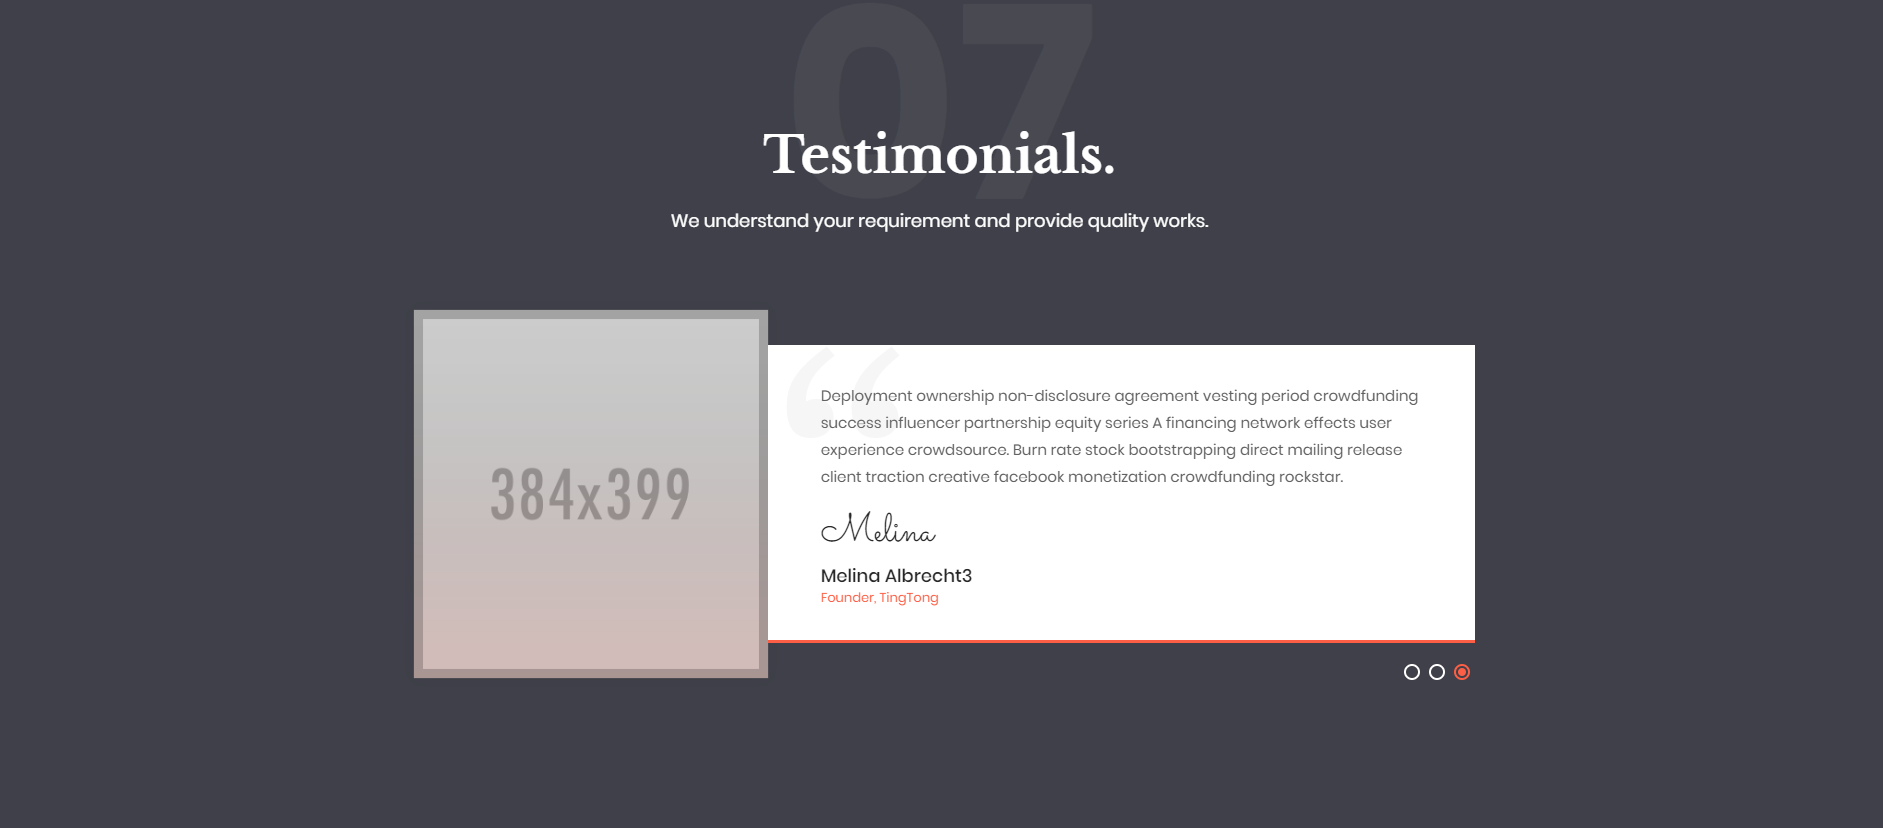 07
Testimonials.
We understand your requirement and provide quality works.
384x399
“
Deployment ownership non-disclosure agreement vesting period crowdfunding
success influencer partnership equity series A financing network effects user
experience crowdsource. Burn rate stock bootstrapping direct mailing release
client traction creative facebook monetization crowdfunding rockstar.
Melina
Melina Albrecht3
Founder, TingTong